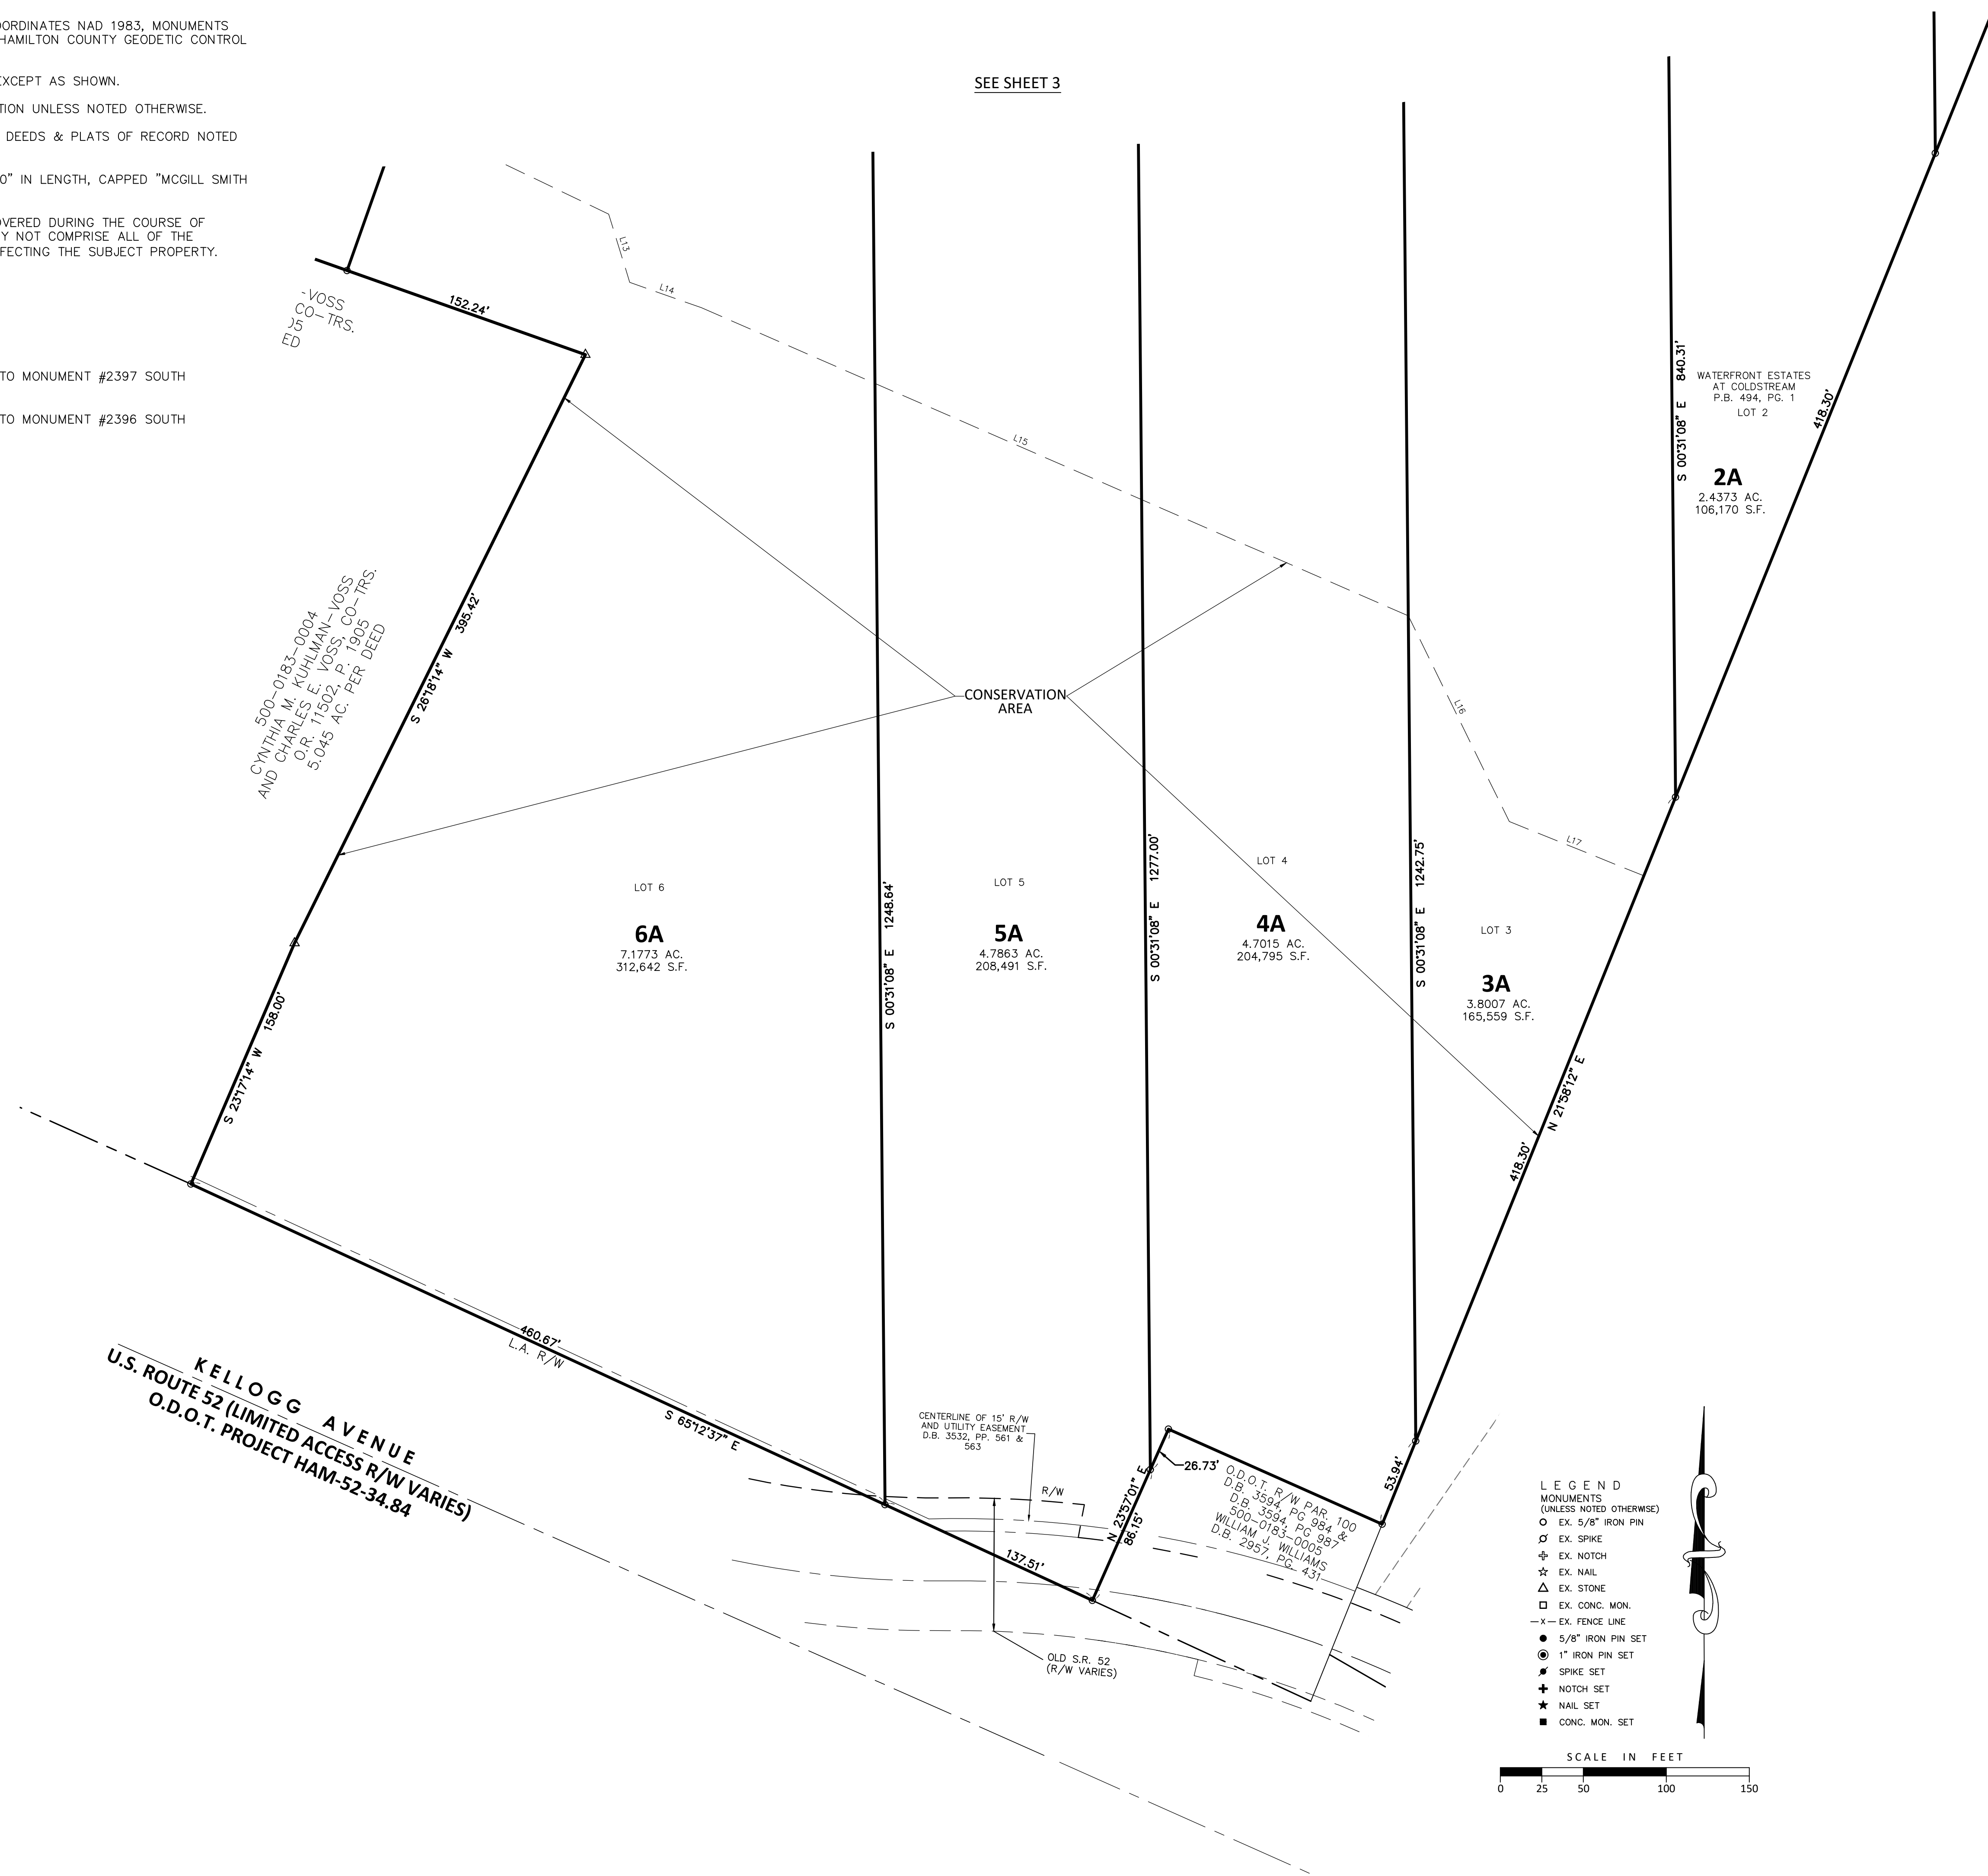 OORDINATES NAD 1983, MONUMENTS
HAMILTON COUNTY GEODETIC CONTROL
EXCEPT AS SHOWN.
TION UNLESS NOTED OTHERWISE.
DEEDS & PLATS OF RECORD NOTED
0" IN LENGTH, CAPPED "MCGILL SMITH
OVERED DURING THE COURSE OF
Y NOT COMPRISE ALL OF THE
FECTING THE SUBJECT PROPERTY.
TO MONUMENT #2397 SOUTH
TO MONUMENT #2396 SOUTH
SEE SHEET 3
-VOSS
CO-TRS.
05
ED
152.24'
L13
L14
L15
L16
L17
500-0183-0004
CYNTHIA M. KUHLMAN-VOSS
AND CHARLES E. VOSS, CO-TRS.
O.R. 11502, P. 1905
5.045 AC. PER DEED
S 26°18'14" W 395.42'
S 23°17'14" W 158.00'
CONSERVATION
AREA
S 00°31'08" E 840.31'
WATERFRONT ESTATES
AT COLDSTREAM
P.B. 494, PG. 1
LOT 2
2A
2.4373 AC.
106,170 S.F.
418.30'
LOT 6
6A
7.1773 AC.
312,642 S.F.
S 00°31'08" E 1248.64'
LOT 5
5A
4.7863 AC.
208,491 S.F.
S 00°31'08" E 1277.00'
LOT 4
4A
4.7015 AC.
204,795 S.F.
S 00°31'08" E 1242.75'
LOT 3
3A
3.8007 AC.
165,559 S.F.
N 21°58'12" E
418.30'
53.94'
460.67'
L.A. R/W
S 65°12'37" E
KELLOGG AVENUE
U.S. ROUTE 52 (LIMITED ACCESS R/W VARIES)
O.D.O.T. PROJECT HAM-52-34.84
CENTERLINE OF 15' R/W
AND UTILITY EASEMENT
D.B. 3532, PP. 561 &
563
R/W
137.51'
N 23°57'01" E
86.15'
26.73'
O.D.O.T. R/W PAR. 100
D.B. 3594, PG 984 &
D.B. 3594, PG 987
500-0183-0005
WILLIAM J. WILLIAMS
D.B. 2957, PG. 431
OLD S.R. 52
(R/W VARIES)
LEGEND
MONUMENTS
(UNLESS NOTED OTHERWISE)
EX. 5/8" IRON PIN
EX. SPIKE
EX. NOTCH
EX. NAIL
EX. STONE
EX. CONC. MON.
—X— EX. FENCE LINE
5/8" IRON PIN SET
1" IRON PIN SET
SPIKE SET
NOTCH SET
NAIL SET
CONC. MON. SET
SCALE IN FEET
0 25 50 100 150